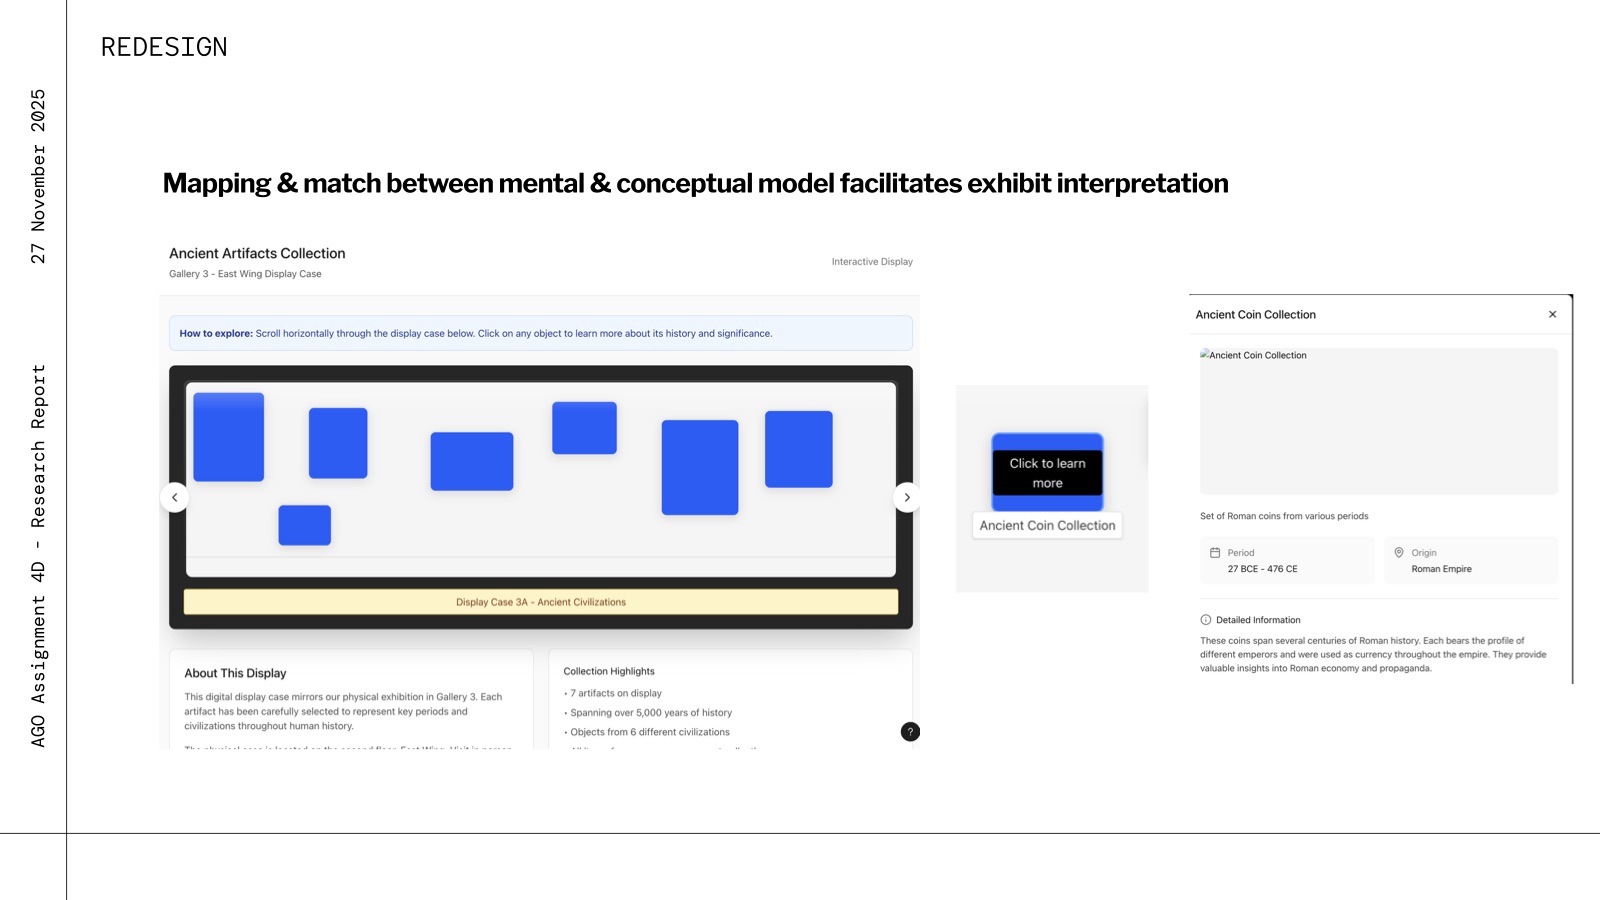 REDESIGN
27 November 2025
AGO Assignment 4D - Research Report
Mapping & match between mental & conceptual model facilitates exhibit interpretation
Ancient Artifacts Collection
Gallery 3 - East Wing Display Case
Interactive Display
How to explore: Scroll horizontally through the display case below. Click on any object to learn more about its history and significance.
Display Case 3A - Ancient Civilizations
About This Display
This digital display case mirrors our physical exhibition in Gallery 3. Each
artifact has been carefully selected to represent key periods and
civilizations throughout human history.
Collection Highlights
• 7 artifacts on display
• Spanning over 5,000 years of history
• Objects from 6 different civilizations
?
Click to learn
more
Ancient Coin Collection
Ancient Coin Collection
Ancient Coin Collection
Set of Roman coins from various periods
Period
27 BCE - 476 CE
Origin
Roman Empire
Detailed Information
These coins span several centuries of Roman history. Each bears the profile of
different emperors and were used as currency throughout the empire. They provide
valuable insights into Roman economy and propaganda.